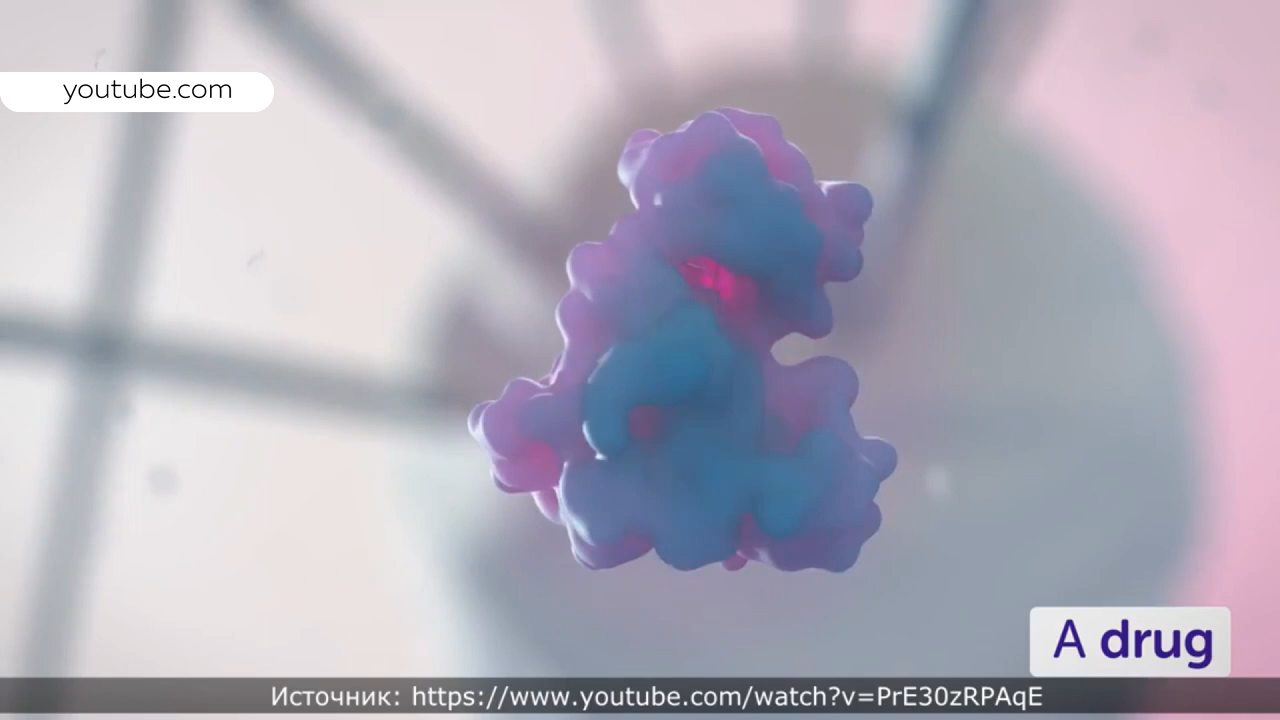 youtube.com
A drug
Источник: https://www.youtube.com/watch?v=PrE30zRPAqE